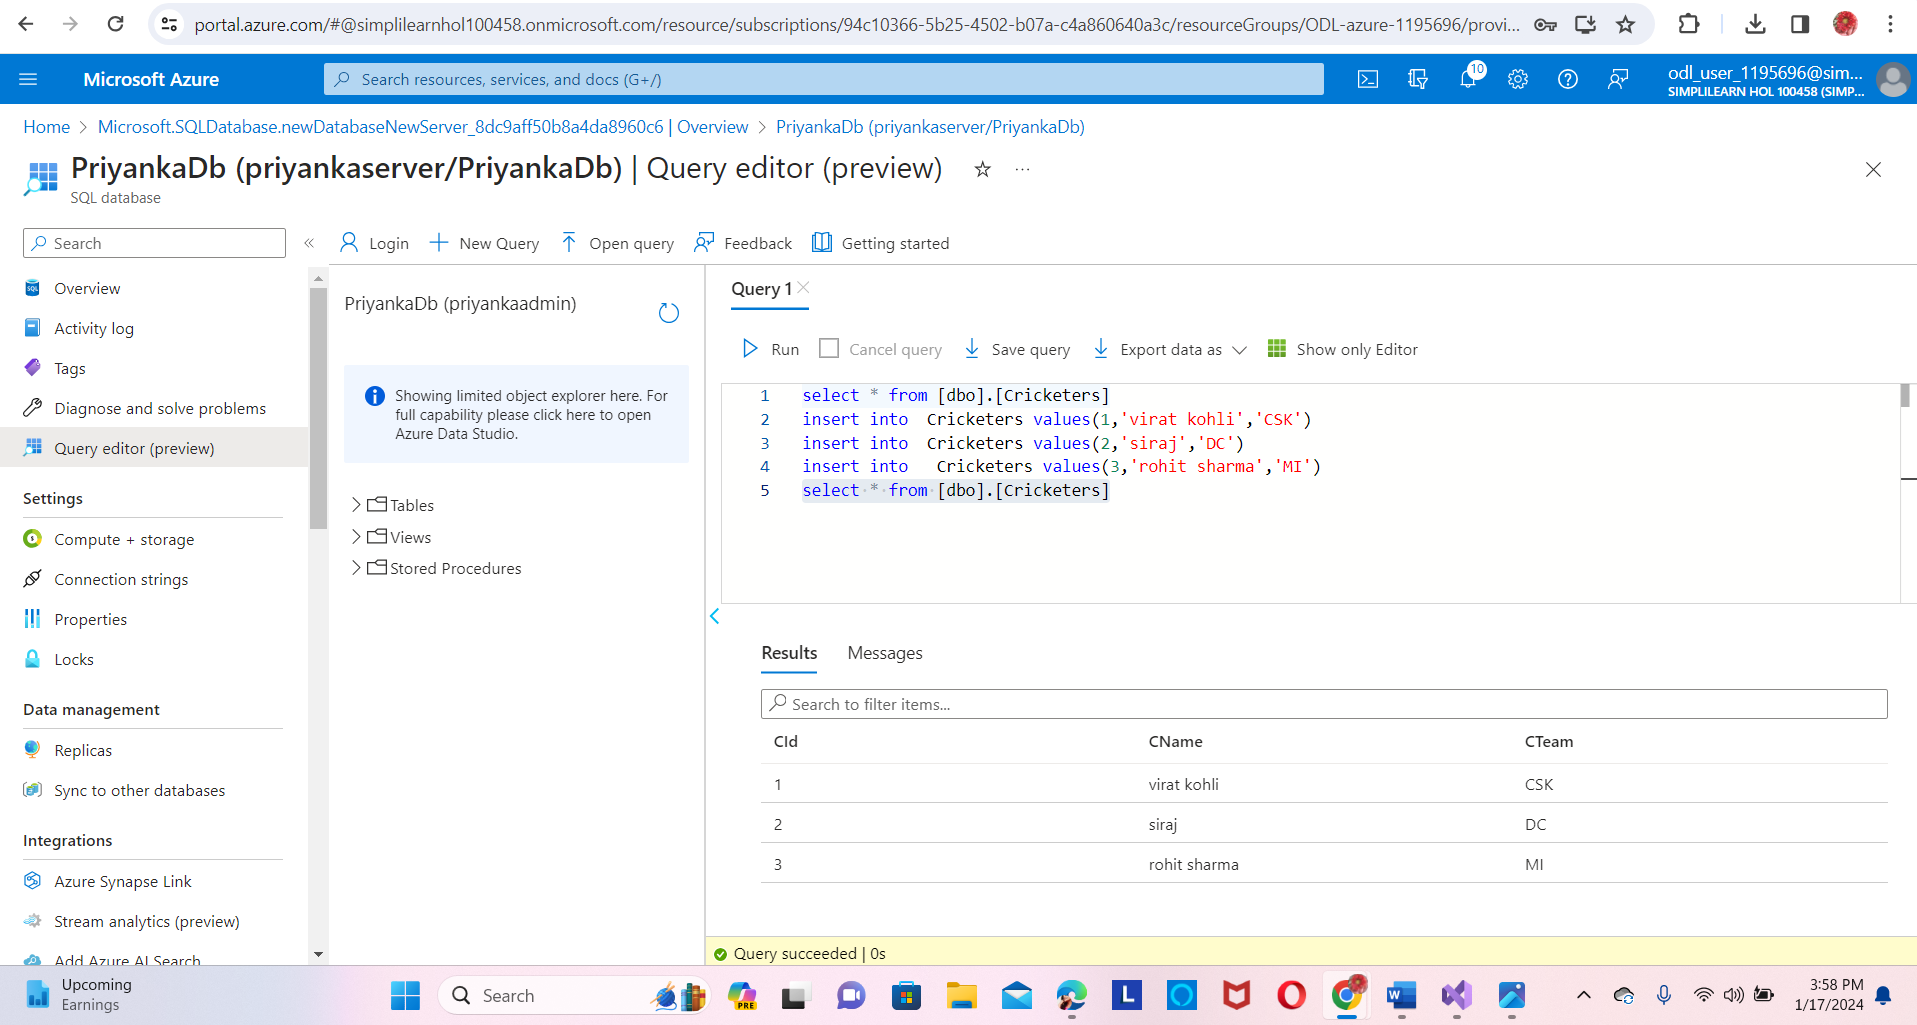 portal.azure.com/#@simplilearnhol100458.onmicrosoft.com/resource/subscriptions/94c10366-5b25-4502-b07a-c4a860640a3c/resourceGroups/ODL-azure-1195696/provi...
Microsoft Azure
Search resources, services, and docs (G+/)
10
odl_user_1195696@sim...
SIMPLILEARN HOL 100458 (SIMP...
Home > Microsoft.SQLDatabase.newDatabaseNewServer_8dc9aff50b8a4da8960c6 | Overview > PriyankaDb (priyankaserver/PriyankaDb)
PriyankaDb (priyankaserver/PriyankaDb) | Query editor (preview)
SQL database
Search
Login
New Query
Open query
Feedback
Getting started
Overview
Activity log
Tags
Diagnose and solve problems
Query editor (preview)
Settings
Compute + storage
Connection strings
Properties
Locks
Data management
Replicas
Sync to other databases
Integrations
Azure Synapse Link
Stream analytics (preview)
Add Azure AI Search
PriyankaDb (priyankaadmin)
Showing limited object explorer here. For
full capability please click here to open
Azure Data Studio.
Tables
Views
Stored Procedures
Query 1
Run
Cancel query
Save query
Export data as
Show only Editor
1 select * from [dbo].[Cricketers]
2 insert into  Cricketers values(1,'virat kohli','CSK')
3 insert into  Cricketers values(2,'siraj','DC')
4 insert into   Cricketers values(3,'rohit sharma','MI')
5 select * from [dbo].[Cricketers]
Results
Messages
Search to filter items...
CId CName CTeam
1 virat kohli CSK
2 siraj DC
3 rohit sharma MI
Query succeeded | 0s
Upcoming
Earnings
Search
PRE
L
W
3:58 PM
1/17/2024